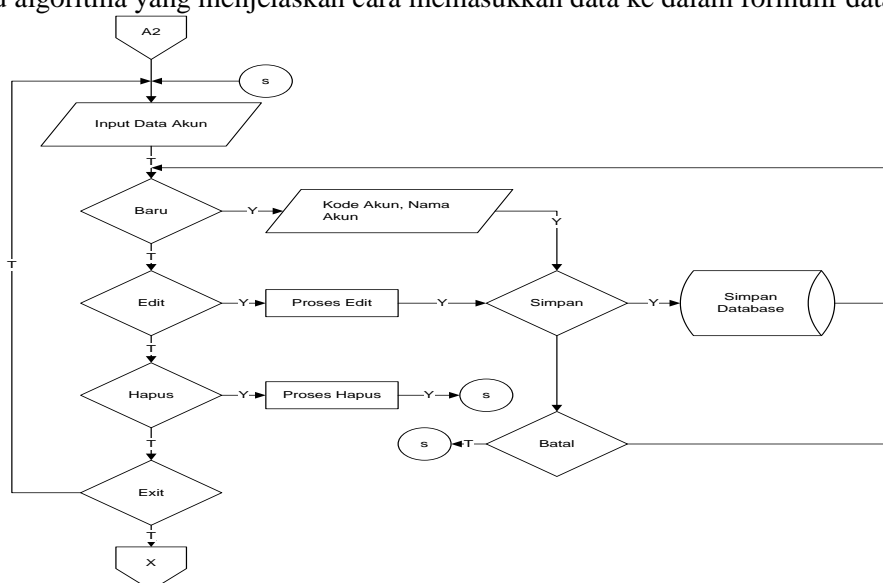 algoritma yang menjelaskan cara memasukkan data ke dalam formulir data
A2
s
Input Data Akun
T
Baru
Y
Kode Akun, Nama
Akun
Y
T
T
Edit
Y
Proses Edit
Y
Simpan
Y
Simpan
Database
T
Hapus
Y
Proses Hapus
Y
s
T
s
T
Batal
Exit
T
X